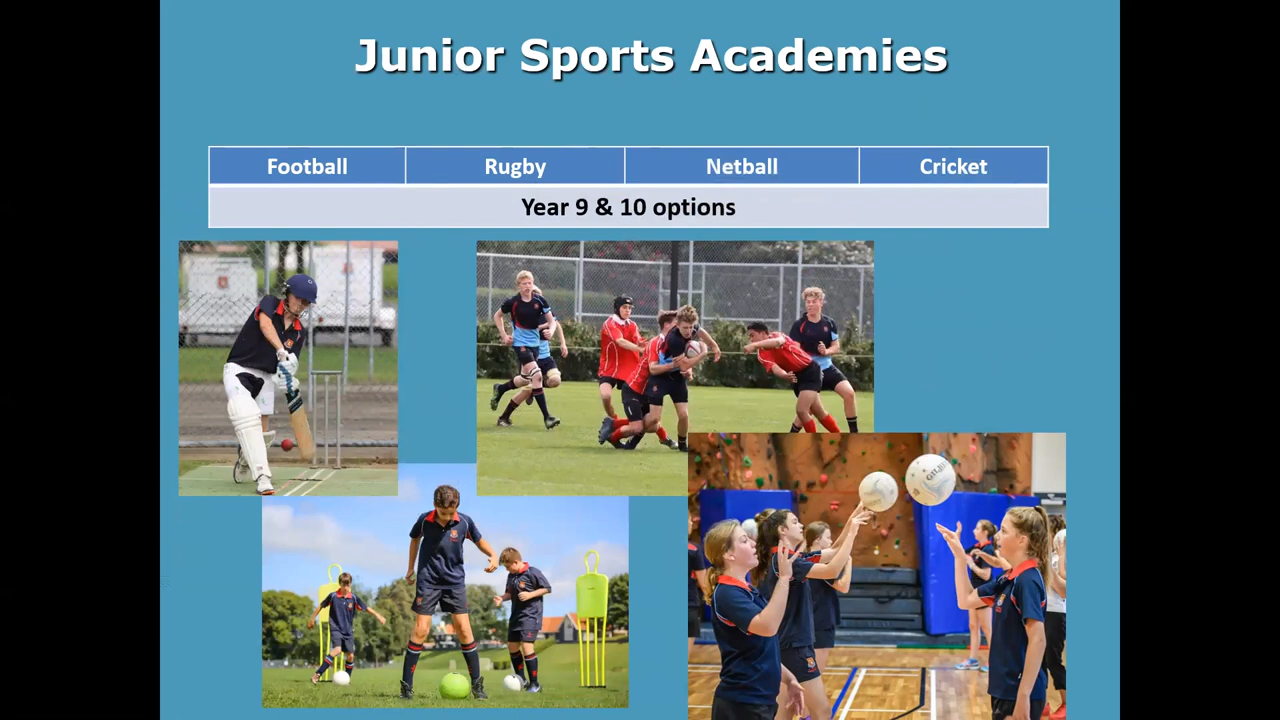 Junior Sports Academies
Football Rugby Netball Cricket
Year 9 & 10 options